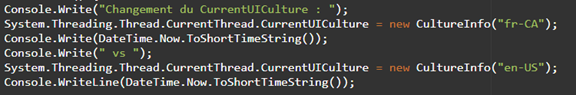 Console.Write("Changement du CurrentUICulture : ");
System.Threading.Thread.CurrentThread.CurrentUICulture = new CultureInfo("fr-CA");
Console.Write(DateTime.Now.ToShortTimeString());
Console.Write(" vs ");
System.Threading.Thread.CurrentThread.CurrentUICulture = new CultureInfo("en-US");
Console.WriteLine(DateTime.Now.ToShortTimeString());